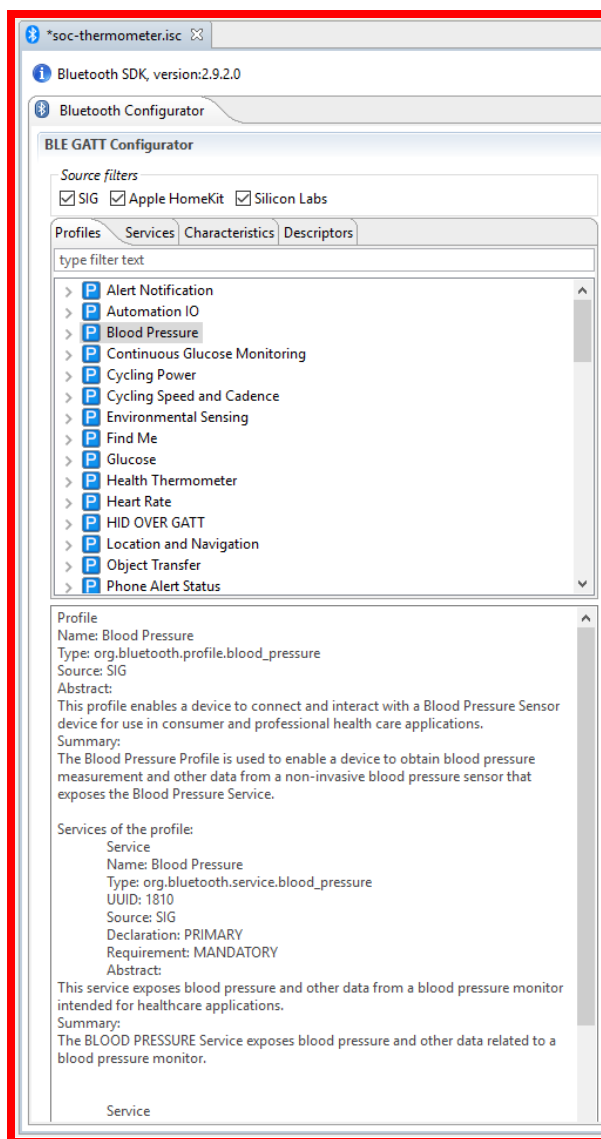 *soc-thermometer.isc
Bluetooth SDK, version:2.9.2.0
Bluetooth Configurator
BLE GATT Configurator
Source filters
SIG Apple HomeKit Silicon Labs
Profiles Services Characteristics Descriptors
type filter text
P Alert Notification
P Automation IO
P Blood Pressure
P Continuous Glucose Monitoring
P Cycling Power
P Cycling Speed and Cadence
P Environmental Sensing
P Find Me
P Glucose
P Health Thermometer
P Heart Rate
P HID OVER GATT
P Location and Navigation
P Object Transfer
P Phone Alert Status
Profile
Name: Blood Pressure
Type: org.bluetooth.profile.blood_pressure
Source: SIG
Abstract:
This profile enables a device to connect and interact with a Blood Pressure Sensor
device for use in consumer and professional health care applications.
Summary:
The Blood Pressure Profile is used to enable a device to obtain blood pressure
measurement and other data from a non-invasive blood pressure sensor that
exposes the Blood Pressure Service.
Services of the profile:
Service
Name: Blood Pressure
Type: org.bluetooth.service.blood_pressure
UUID: 1810
Source: SIG
Declaration: PRIMARY
Requirement: MANDATORY
Abstract:
This service exposes blood pressure and other data from a blood pressure monitor
intended for healthcare applications.
Summary:
The BLOOD PRESSURE Service exposes blood pressure and other data related to a
blood pressure monitor.
Service